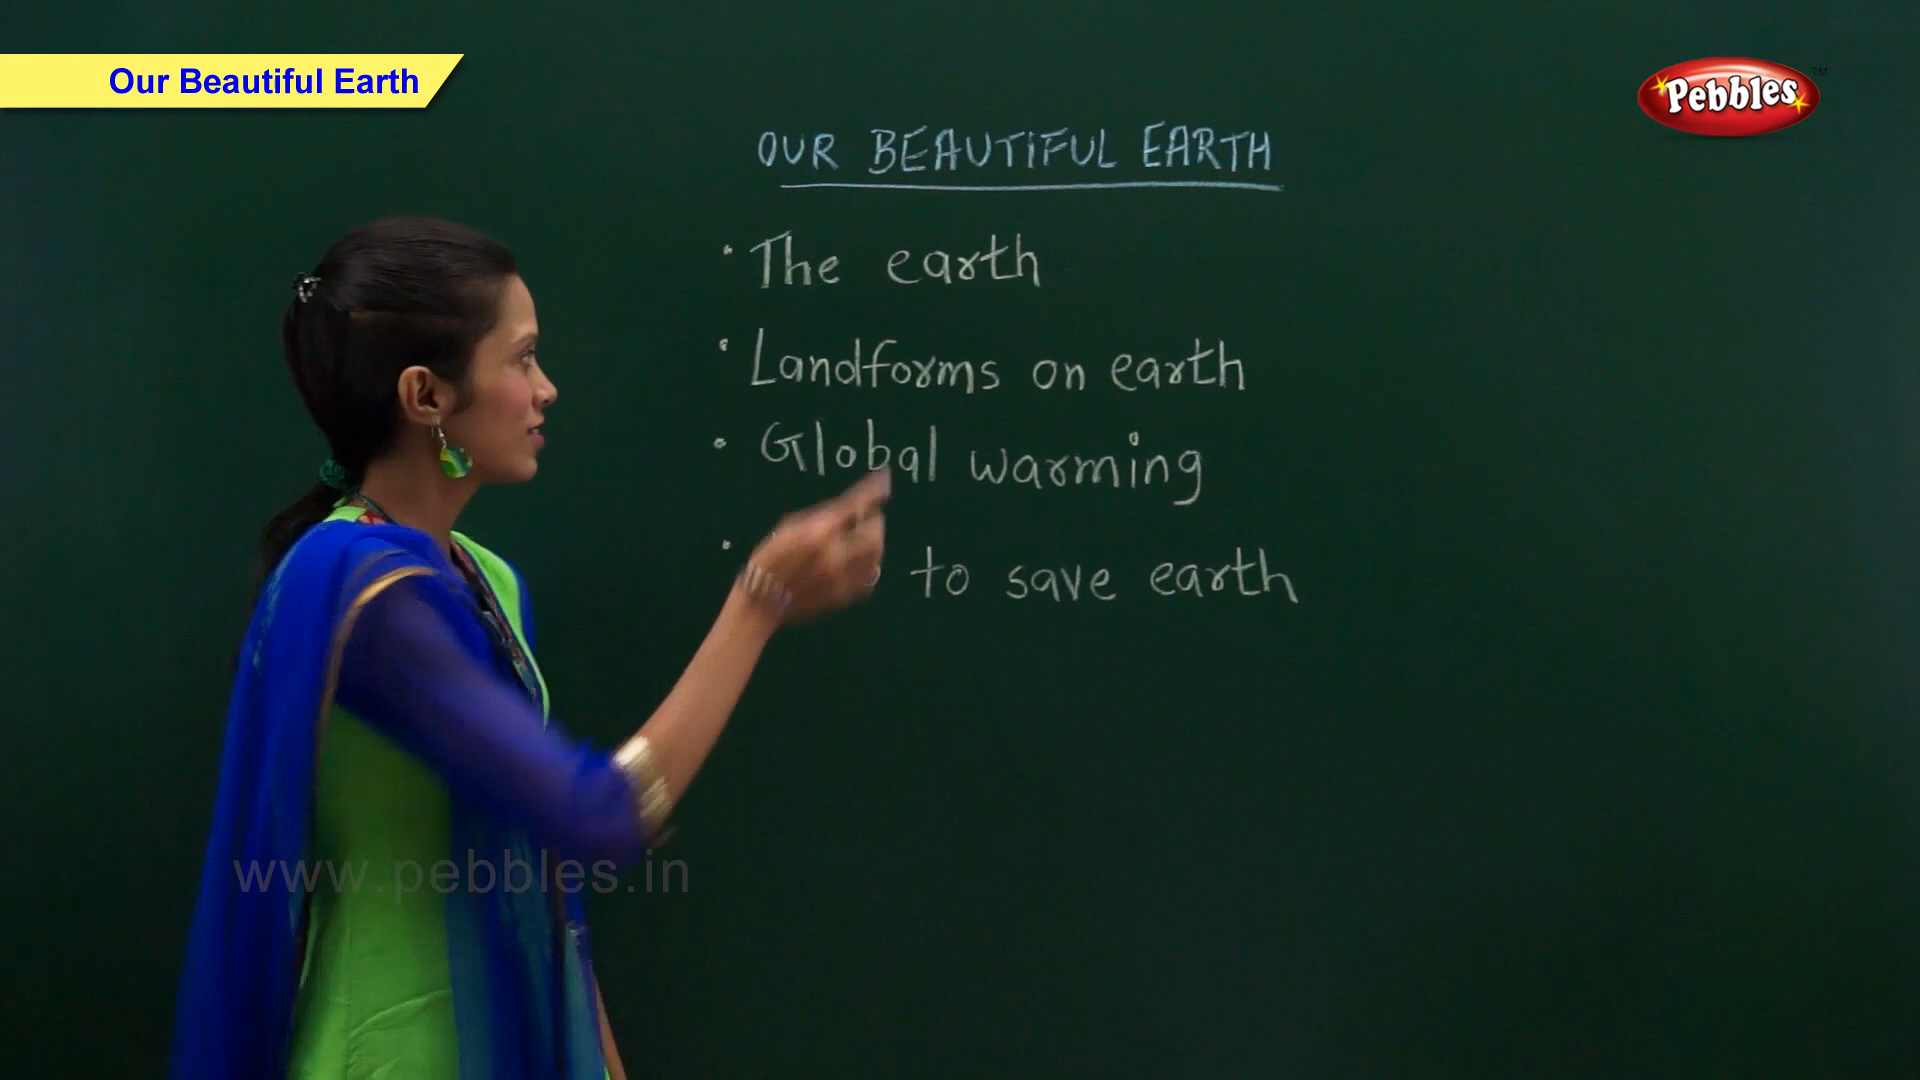 Our Beautiful Earth
Pebbles TM
OUR BEAUTIFUL EARTH
• The earth
• Landforms on earth
• Global warming
• to save earth
www.pebbles.in